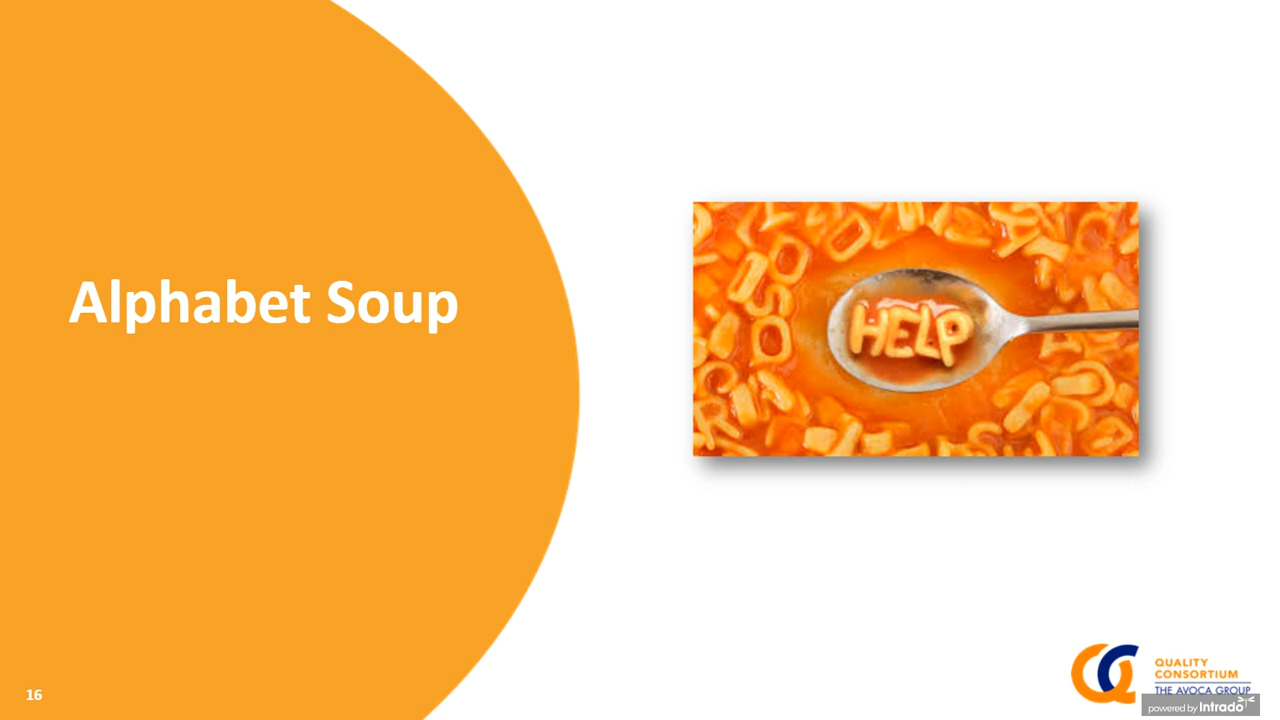 Alphabet Soup
HELP
16
QUALITY
CONSORTIUM
THE AVOCA GROUP
powered by Intrado